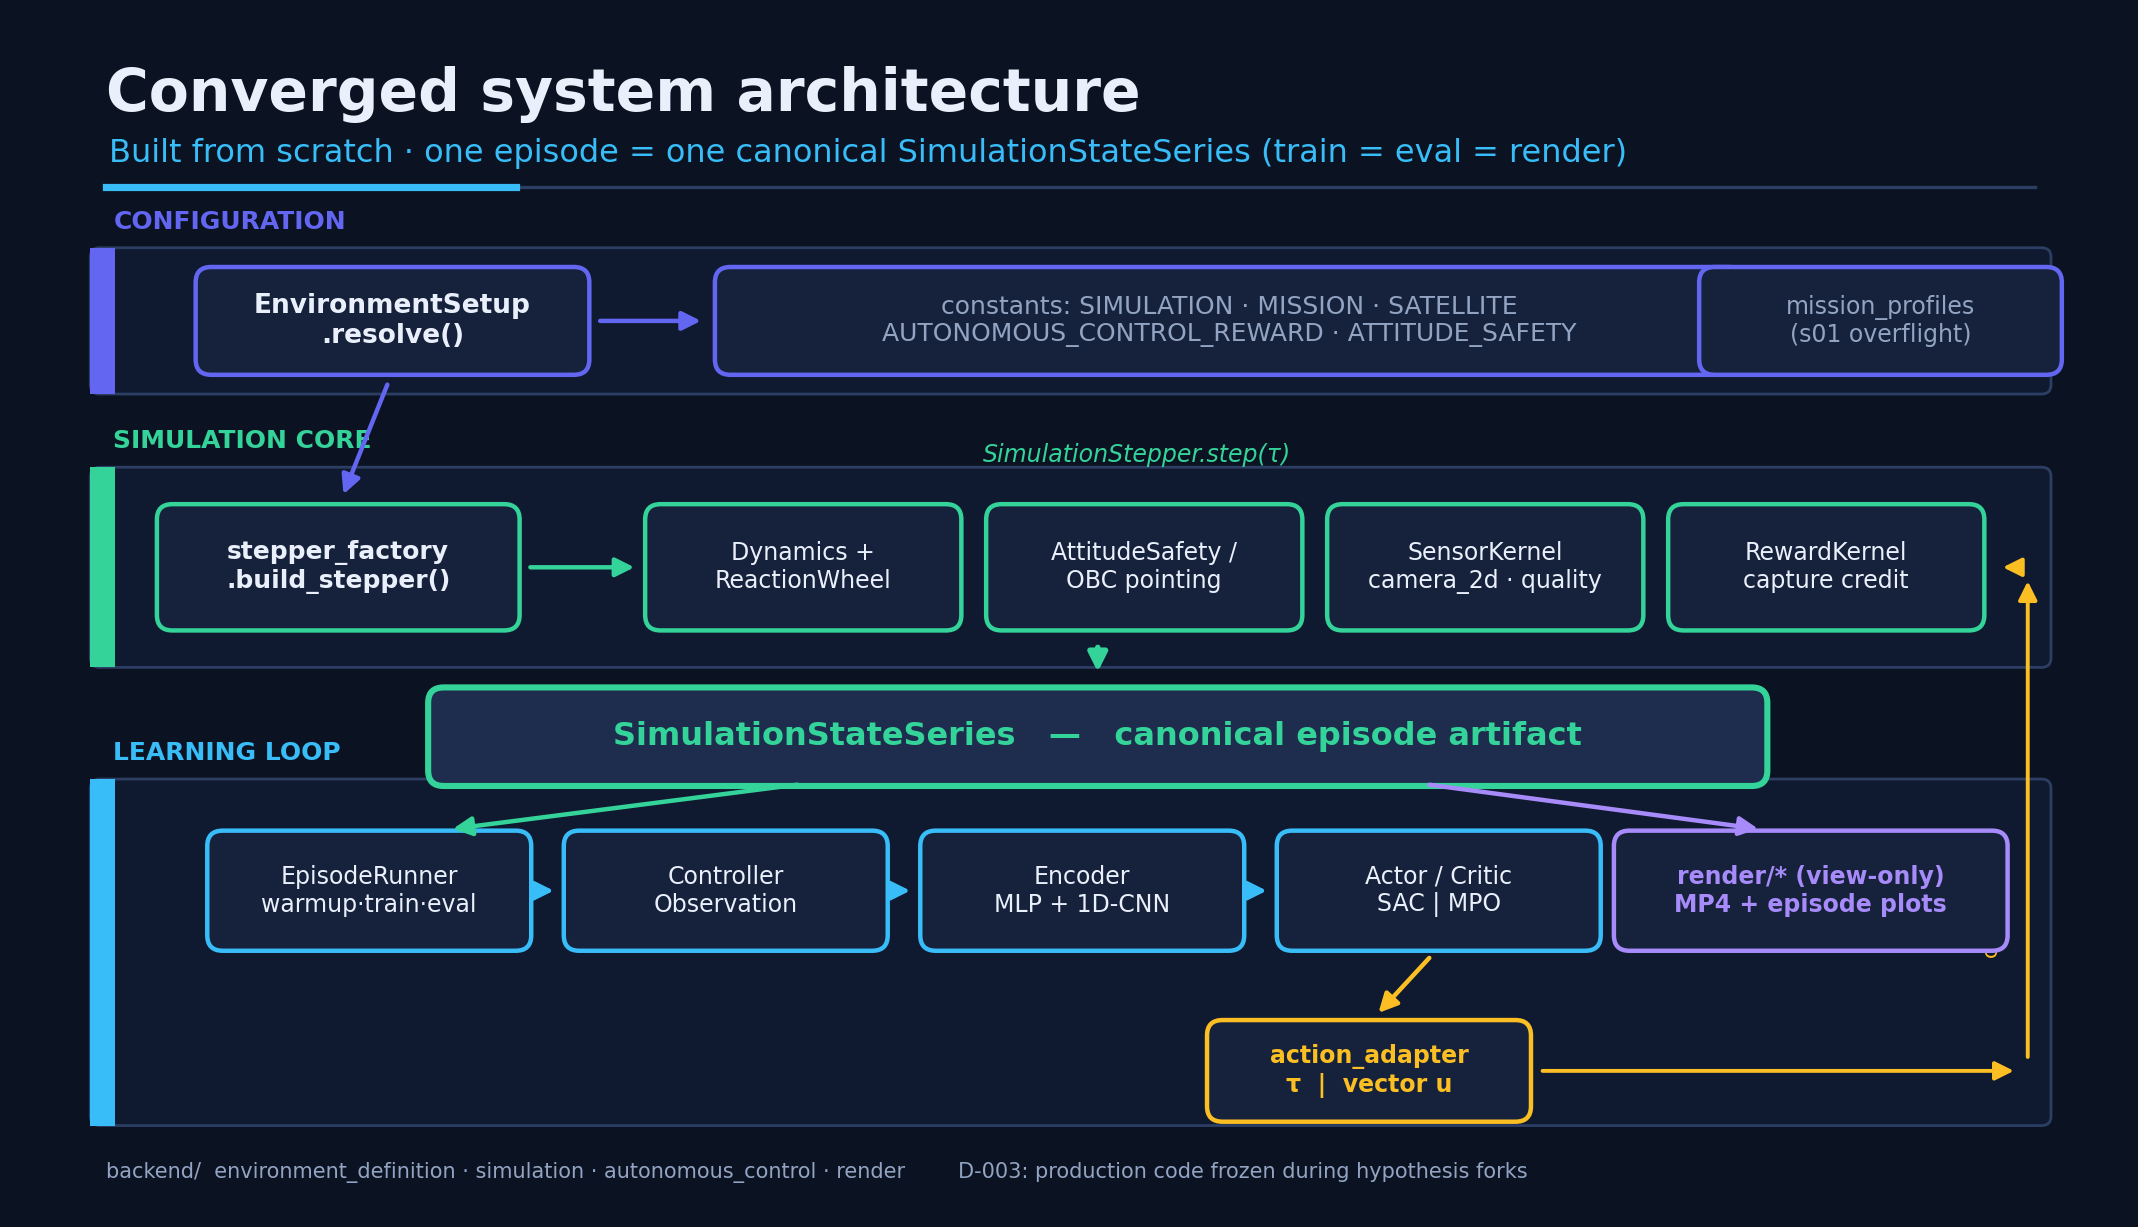 Converged system architecture
Built from scratch · one episode = one canonical SimulationStateSeries (train = eval = render)
CONFIGURATION
EnvironmentSetup
.resolve()
constants: SIMULATION · MISSION · SATELLITE
AUTONOMOUS_CONTROL_REWARD · ATTITUDE_SAFETY
mission_profiles
(s01 overflight)
SIMULATION CORE
SimulationStepper.step(τ)
stepper_factory
.build_stepper()
Dynamics +
ReactionWheel
AttitudeSafety /
OBC pointing
SensorKernel
camera_2d · quality
RewardKernel
capture credit
SimulationStateSeries — canonical episode artifact
LEARNING LOOP
EpisodeRunner
warmup·train·eval
Controller
Observation
Encoder
MLP + 1D-CNN
Actor / Critic
SAC | MPO
render/* (view-only)
MP4 + episode plots
action_adapter
τ | vector u
backend/ environment_definition · simulation · autonomous_control · render
D-003: production code frozen during hypothesis forks